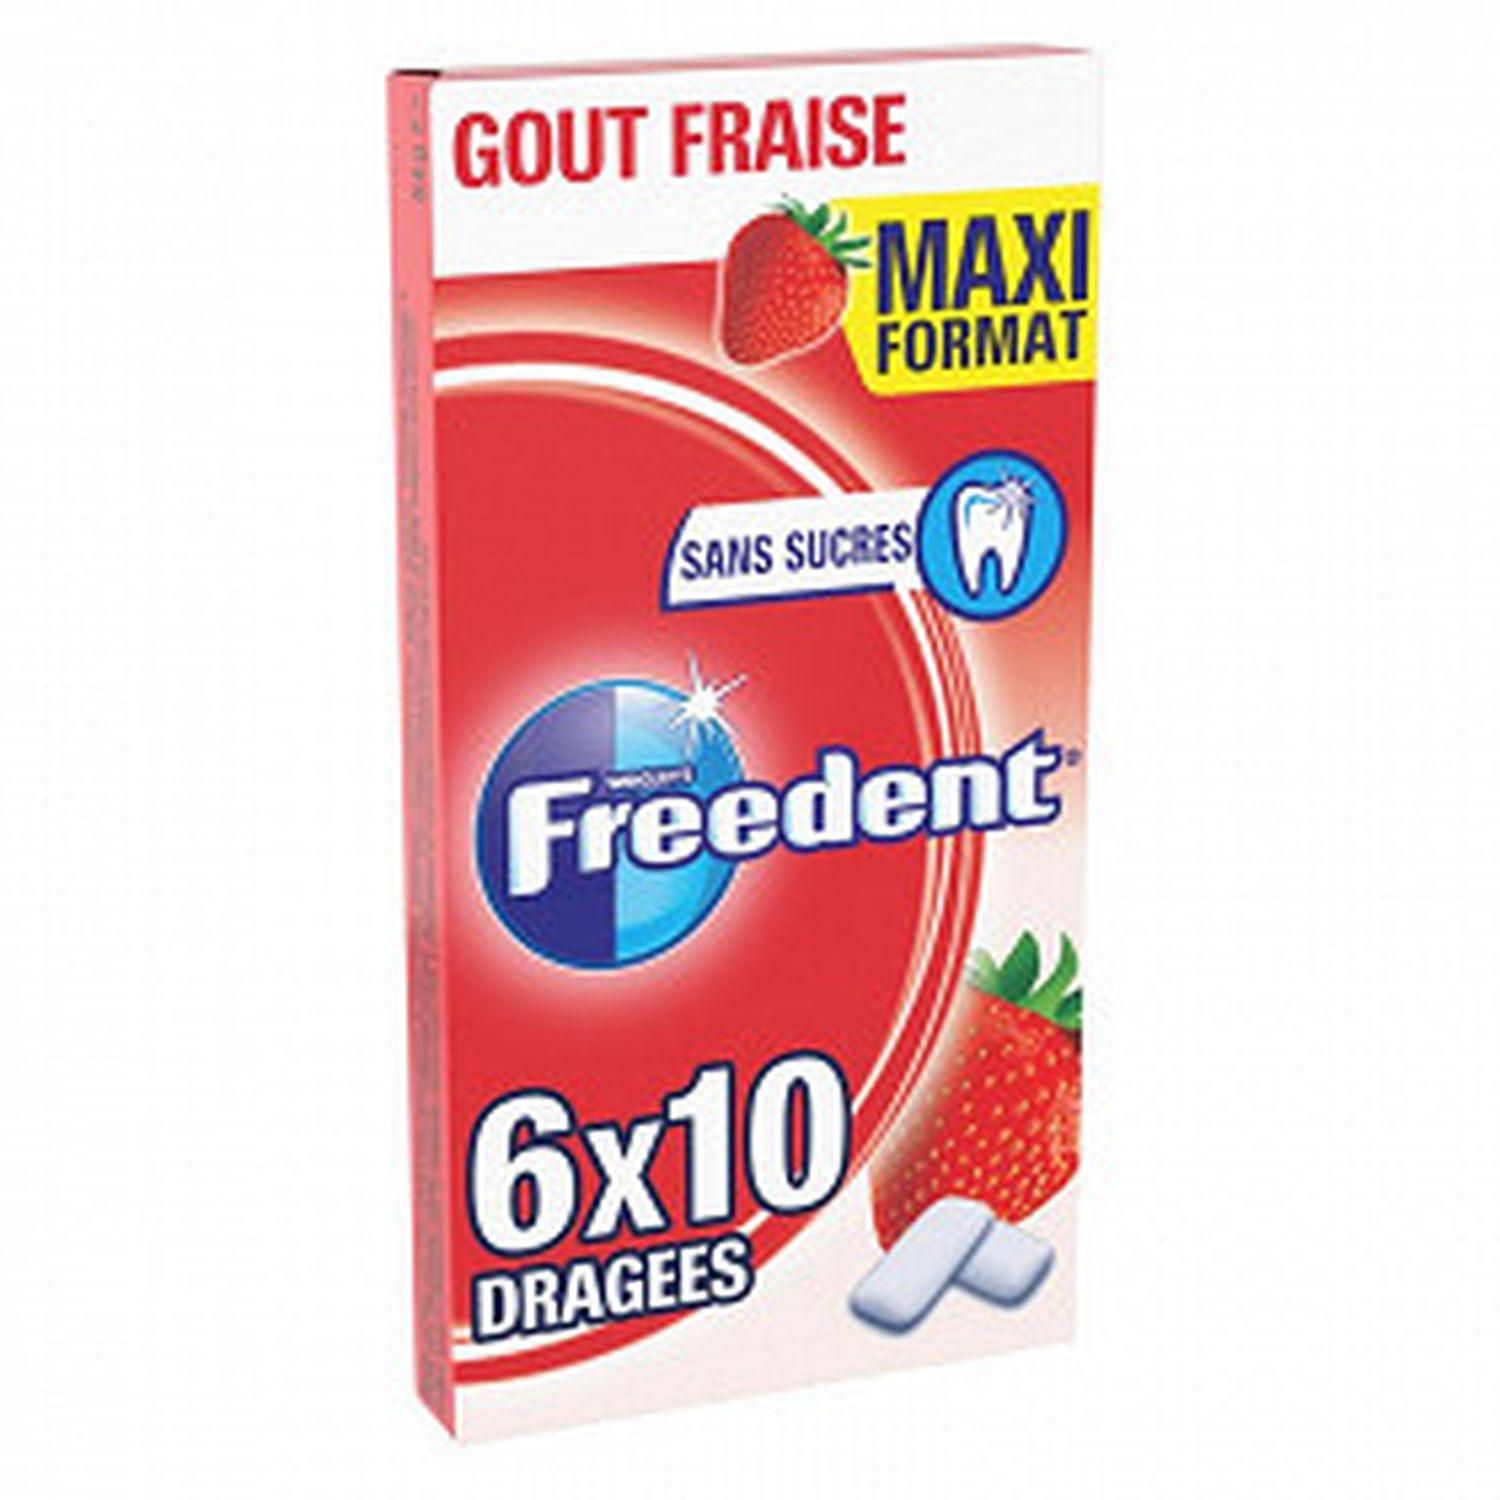 GOUT FRAISE
MAXI
FORMAT
SANS SUCRES
Freedent®
6x10
DRAGEES